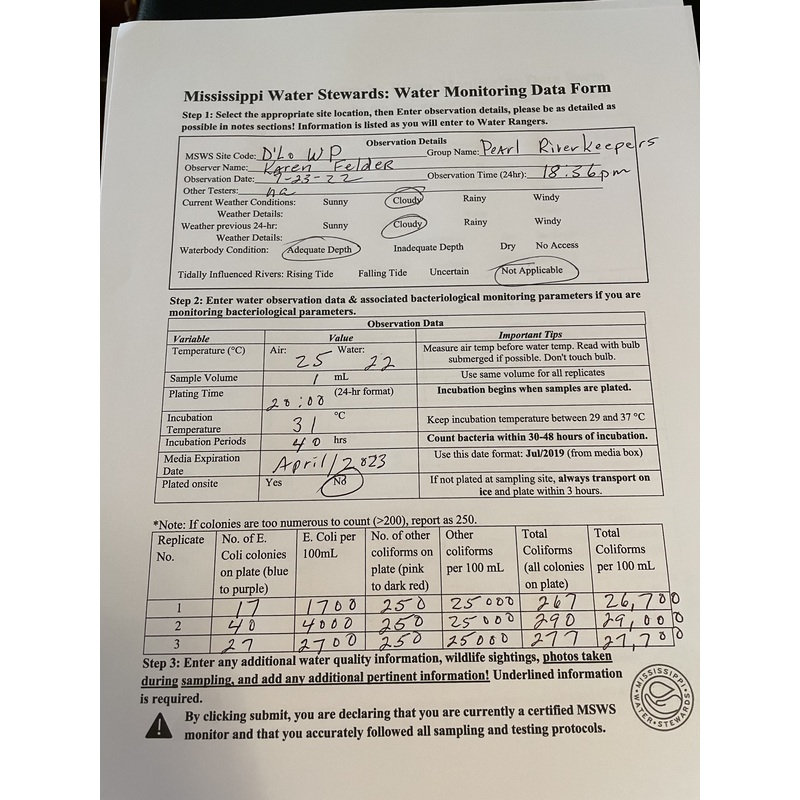 Mississippi Water Stewards: Water Monitoring Data Form
Step 1: Select the appropriate site location, then Enter observation details, please be as detailed as
possible in notes sections! Information is listed as you will enter to Water Rangers.
Observation Details
MSWS Site Code: D'Lo WP Group Name: Pearl Riverkeepers
Observer Name: Karen Felder
Observation Date: 9-23-22 Observation Time (24hr): 18:36pm
Other Testers: na
Current Weather Conditions: Sunny Cloudy Rainy Windy
Weather Details:
Weather previous 24-hr: Sunny Cloudy Rainy Windy
Weather Details:
Waterbody Condition: Adequate Depth Inadequate Depth Dry No Access
Tidally Influenced Rivers: Rising Tide Falling Tide Uncertain Not Applicable
Step 2: Enter water observation data & associated bacteriological monitoring parameters if you are
monitoring bacteriological parameters.
Observation Data
Variable Value Important Tips
Temperature (°C) Air: 25 Water: 22 Measure air temp before water temp. Read with bulb
submerged if possible. Don't touch bulb.
Sample Volume 1 mL Use same volume for all replicates
Plating Time 20:00 (24-hr format) Incubation begins when samples are plated.
Incubation
Temperature 31 °C Keep incubation temperature between 29 and 37 °C
Incubation Periods 40 hrs Count bacteria within 30-48 hours of incubation.
Media Expiration
Date April/2023 Use this date format: Jul/2019 (from media box)
Plated onsite Yes No If not plated at sampling site, always transport on
ice and plate within 3 hours.
*Note: If colonies are too numerous to count (>200), report as 250.
Replicate No. of E. E. Coli per No. of other Other Total Total
No. Coli colonies 100mL coliforms on coliforms Coliforms Coliforms
on plate (blue plate (pink per 100 mL (all colonies per 100 mL
to purple) to dark red) on plate)
1 17 1700 250 25000 267 26,700
2 40 4000 250 25000 290 29,000
3 27 2700 250 25000 277 27,700
Step 3: Enter any additional water quality information, wildlife sightings, photos taken
during sampling, and add any additional pertinent information! Underlined information
is required.
By clicking submit, you are declaring that you are currently a certified MSWS
monitor and that you accurately followed all sampling and testing protocols.
MISSISSIPPI
WATER STEWARDS